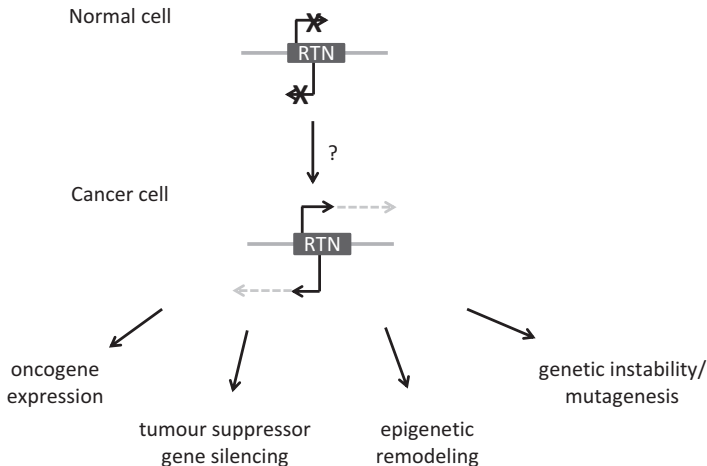 Normal cell
RTN
?
Cancer cell
RTN
oncogene
expression
tumour suppressor
gene silencing
epigenetic
remodeling
genetic instability/
mutagenesis